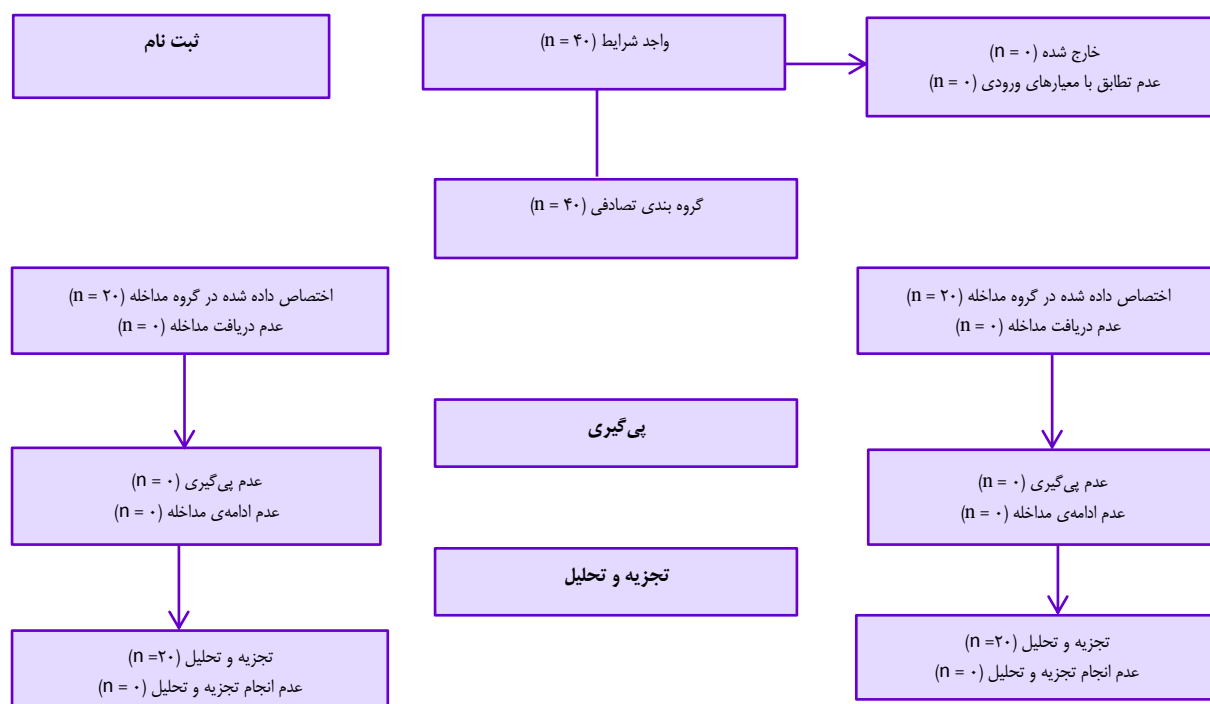 ثبت نام
واجد شرایط (n = ۴۰)
خارج شده (n = ۰)
عدم تطابق با معیارهای ورودی (n = ۰)
گروه بندی تصادفی (n = ۴۰)
اختصاص داده شده در گروه مداخله (n = ۲۰)
عدم دریافت مداخله (n = ۰)
اختصاص داده شده در گروه مداخله (n = ۲۰)
عدم دریافت مداخله (n = ۰)
پی‌گیری
عدم پی‌گیری (n = ۰)
عدم ادامه‌ی مداخله (n = ۰)
عدم پی‌گیری (n = ۰)
عدم ادامه‌ی مداخله (n = ۰)
تجزیه و تحلیل
تجزیه و تحلیل (n =۲۰)
عدم انجام تجزیه و تحلیل (n = ۰)
تجزیه و تحلیل (n =۲۰)
عدم انجام تجزیه و تحلیل (n = ۰)